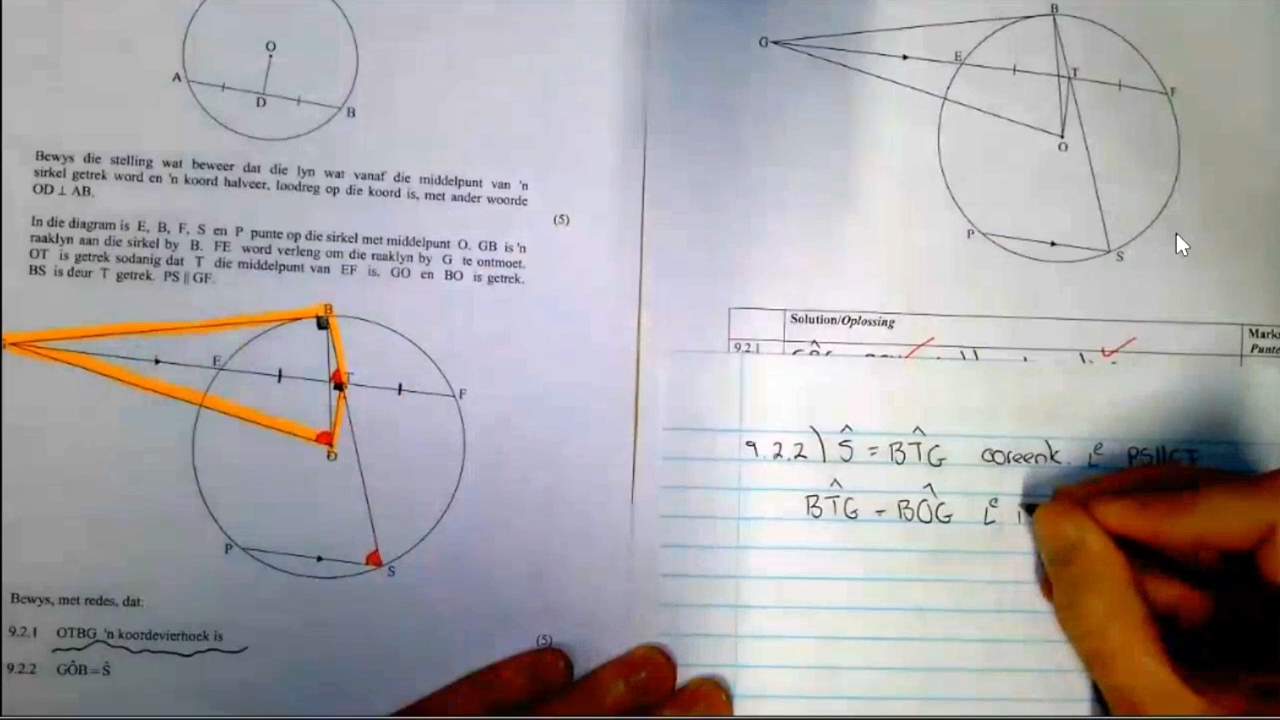 O
A
D
B
Bewys die stelling wat beweer dat die lyn wat vanaf die middelpunt van 'n
sirkel getrek word en 'n koord halveer, loodreg op die koord is, met ander woorde
OD ⊥ AB.
(5)
In die diagram is E, B, F, S en P punte op die sirkel met middelpunt O. GB is 'n
raaklyn aan die sirkel by B. FE word verleng om die raaklyn by G te ontmoet.
OT is getrek sodanig dat T die middelpunt van EF is. GO en BO is getrek.
BS is deur T getrek. PS || GF.
B
E
T
F
O
P
S
Bewys, met redes, dat:
9.2.1 OTBG 'n koordevierhoek is
(5)
9.2.2 GÔB = Ŝ
B
G
E
T
F
O
P
S
Solution/Oplossing
Punte
9.2.1
9.2.2) Ŝ = BT̂G ooreenk. ∠e PS||GT
BT̂G = BÔG ∠e